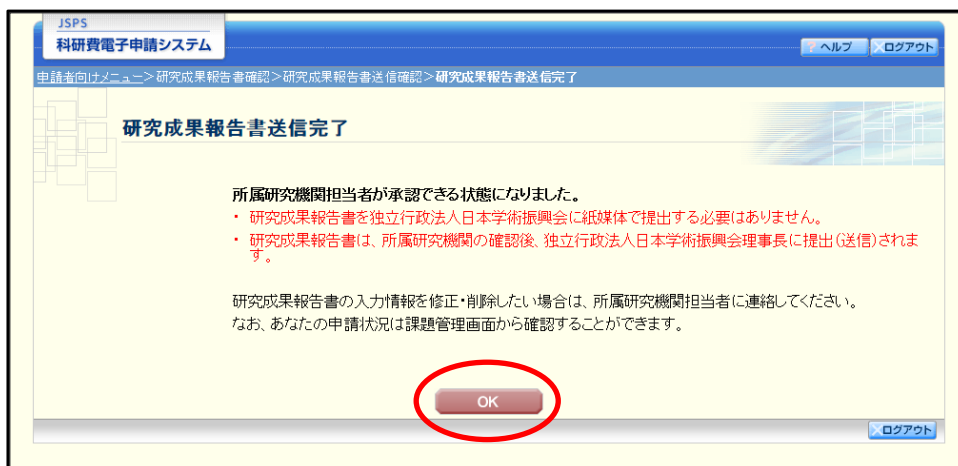 JSPS
科研費電子申請システム
ヘルプ
ログアウト
申請者向けメニュー>研究成果報告書確認>研究成果報告書送信確認>研究成果報告書送信完了
研究成果報告書送信完了
所属研究機関担当者が承認できる状態になりました。
・ 研究成果報告書を独立行政法人日本学術振興会に紙媒体で提出する必要はありません。
・ 研究成果報告書は、所属研究機関の確認後、独立行政法人日本学術振興会理事長に提出(送信)されま
す。
研究成果報告書の入力情報を修正・削除したい場合は、所属研究機関担当者に連絡してください。
なお、あなたの申請状況は課題管理画面から確認することができます。
OK
ログアウト